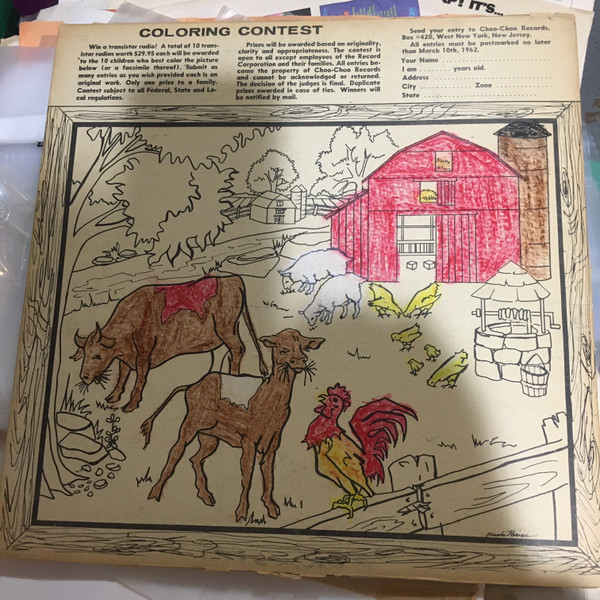 P! IT'S...
COLORING CONTEST
Win a transistor radio! A total of 10 tran-
sistor radios worth $29.95 each will be awarded
to the 10 children who best color the picture
below (or a facsimile thereof). Submit as
many entries as you wish provided each is an
original work. Only one prize to a family.
Contest subject to all Federal, State and Lo-
cal regulations.
Prizes will be awarded based on originality,
clarity and appropriateness. The contest is
open to all except employees of the Record
Corporation and their families. All entries be-
come the property of Choo-Choo Records
and cannot be acknowledged or returned.
The decision of the judges is final. Duplicate
prizes awarded in case of ties. Winners will
be notified by mail.
Send your entry to Choo-Choo Records,
Box #420, West New York, New Jersey.
All entries must be postmarked no later
than March 10th, 1962.
Your Name
I am ........ years old.
Address
City Zone
State